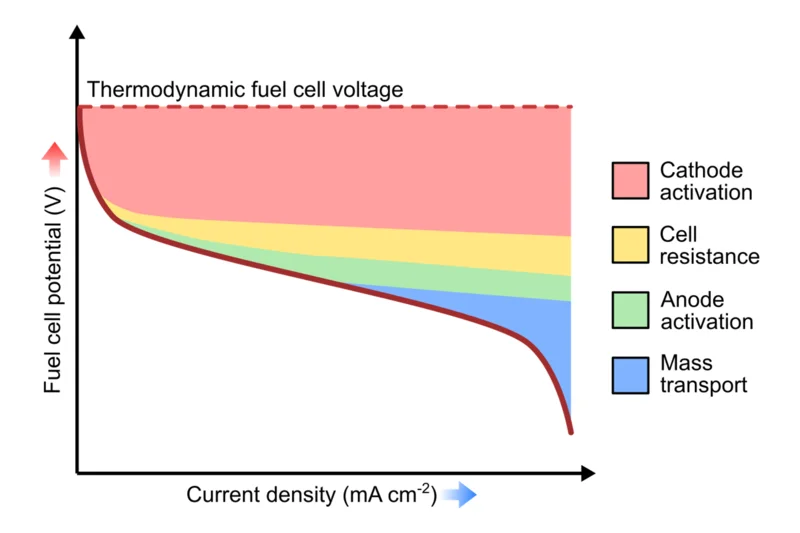 Thermodynamic fuel cell voltage
Fuel cell potential (V)
Current density (mA cm⁻²)
Cathode
activation
Cell
resistance
Anode
activation
Mass
transport